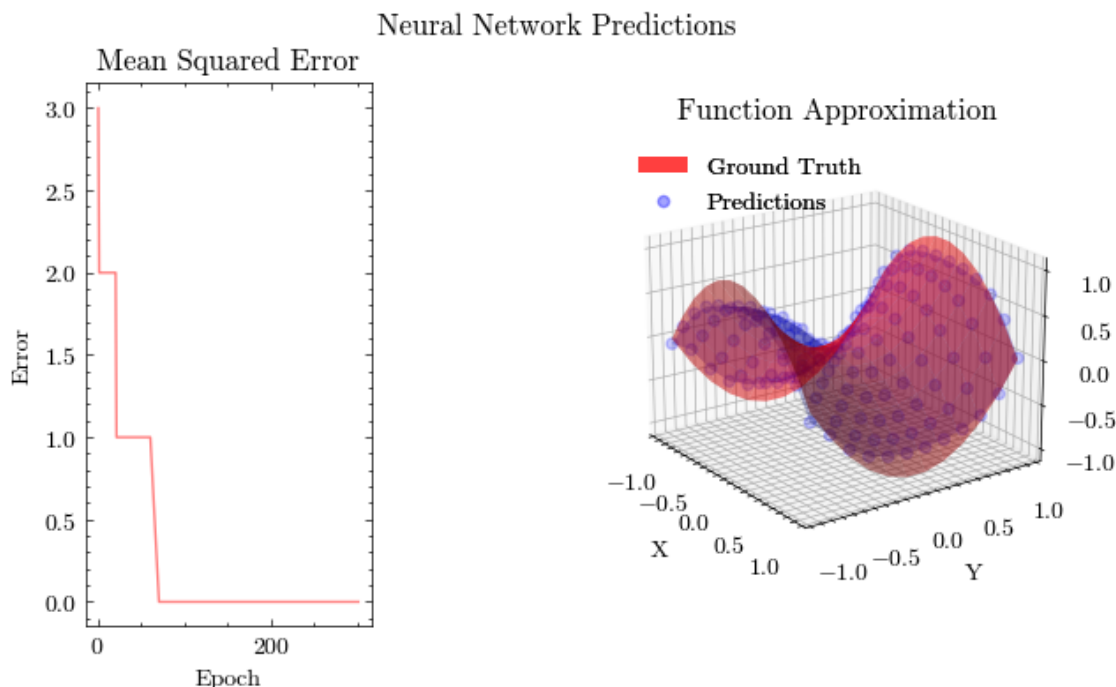 Neural Network Predictions
Mean Squared Error
3.0
2.5
2.0
1.5
1.0
0.5
0.0
Error
0
200
Epoch
Function Approximation
Ground Truth
Predictions
1.0
0.5
0.0
−0.5
−1.0
−1.0
−0.5
0.0
0.5
1.0
X
−1.0
−0.5
0.0
0.5
1.0
Y